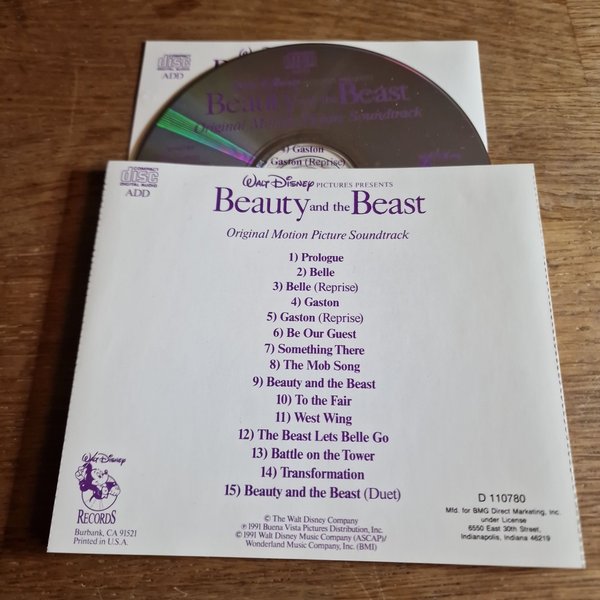 COMPACT
disc
DIGITAL AUDIO
ADD
Beauty and the Beast
Original Motion Picture Soundtrack
4) Gaston
Gaston (Reprise)
COMPACT
disc
DIGITAL AUDIO
ADD
WALT DISNEY PICTURES PRESENTS
Beauty and the Beast
Original Motion Picture Soundtrack
1) Prologue
2) Belle
3) Belle (Reprise)
4) Gaston
5) Gaston (Reprise)
6) Be Our Guest
7) Something There
8) The Mob Song
9) Beauty and the Beast
10) To the Fair
11) West Wing
12) The Beast Lets Belle Go
13) Battle on the Tower
14) Transformation
15) Beauty and the Beast (Duet)
Walt Disney
RECORDS
Burbank, CA 91521
Printed in U.S.A.
© The Walt Disney Company
℗ 1991 Buena Vista Pictures Distribution, Inc.
© 1991 Walt Disney Music Company (ASCAP)/
Wonderland Music Company, Inc. (BMI)
D 110780
Mfd. for BMG Direct Marketing, Inc.
under License
6550 East 30th Street,
Indianapolis, Indiana 46219